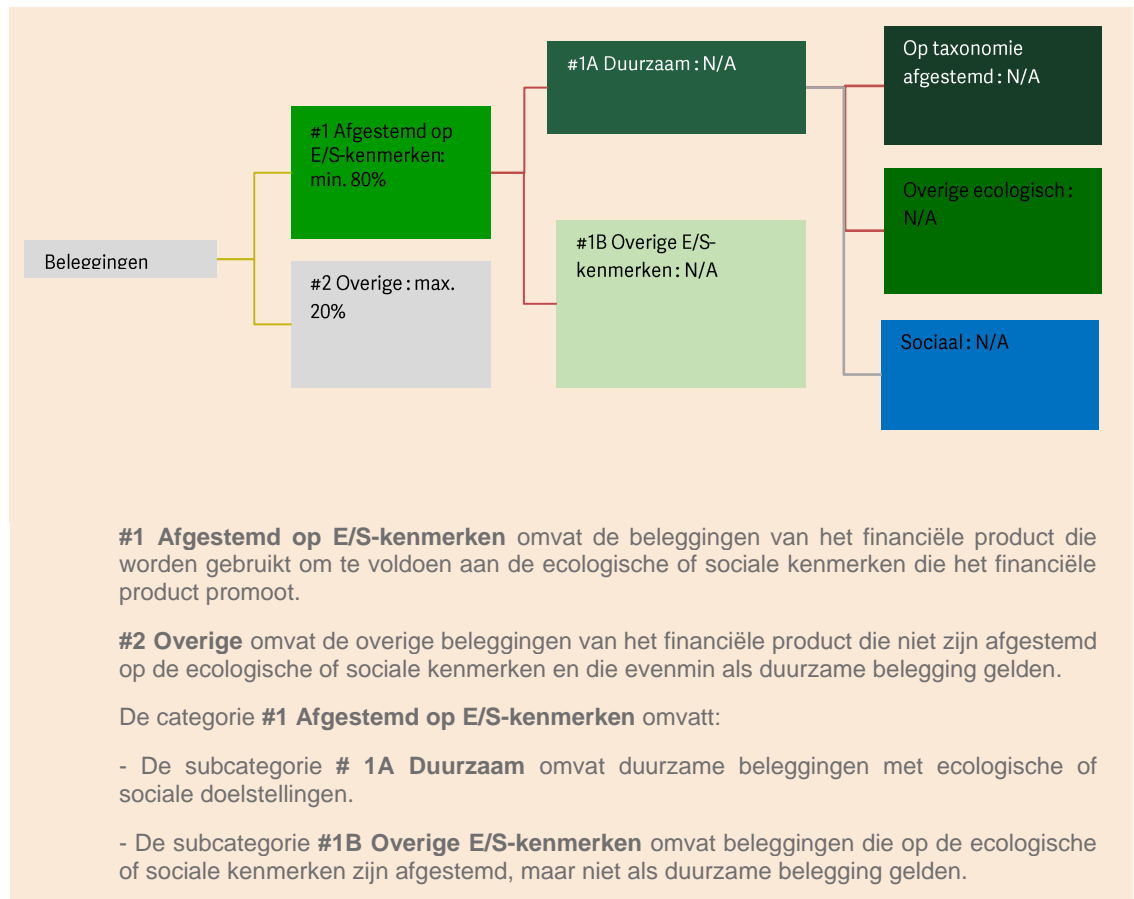 Beleggingen
#1 Afgestemd op
E/S-kenmerken:
min. 80%
#2 Overige : max.
20%
#1A Duurzaam : N/A
#1B Overige E/S-
kenmerken : N/A
Op taxonomie
afgestemd : N/A
Overige ecologisch :
N/A
Sociaal : N/A
#1 Afgestemd op E/S-kenmerken omvat de beleggingen van het financiële product die
worden gebruikt om te voldoen aan de ecologische of sociale kenmerken die het financiële
product promoot.
#2 Overige omvat de overige beleggingen van het financiële product die niet zijn afgestemd
op de ecologische of sociale kenmerken en die evenmin als duurzame belegging gelden.
De categorie #1 Afgestemd op E/S-kenmerken omvatt:
- De subcategorie # 1A Duurzaam omvat duurzame beleggingen met ecologische of
sociale doelstellingen.
- De subcategorie #1B Overige E/S-kenmerken omvat beleggingen die op de ecologische
of sociale kenmerken zijn afgestemd, maar niet als duurzame belegging gelden.